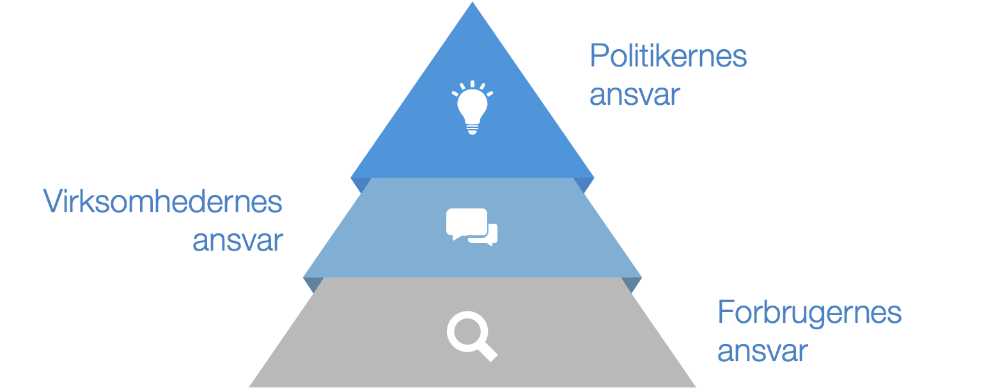 Politikernes
ansvar
Virksomhedernes
ansvar
Forbrugernes
ansvar